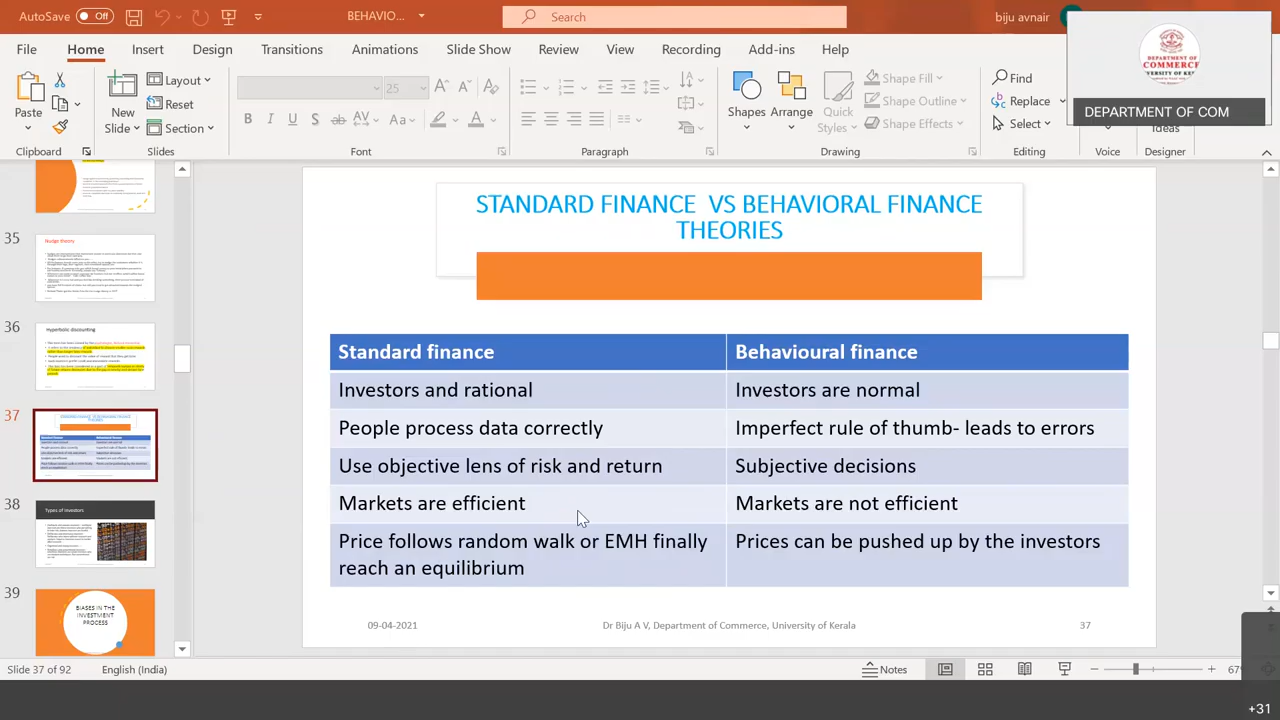 AutoSave Off BEHAVIO... Search biju avnair
File Home Insert Design Transitions Animations Slide Show Review View Recording Add-ins Help
DEPARTMENT OF
COMMERCE
DEPARTMENT OF COM
Paste
New
Slide
Layout
Reset
Section
Shapes
Arrange
Quick
Styles
Shape Fill
Shape Outline
Shape Effects
Find
Replace
Select
Ideas
Clipboard Slides Font Paragraph Drawing Editing Voice Designer
35
Nudge theory
36
Hyperbolic discounting
37
38
Types of investors
39
BIASES IN THE
INVESTMENT
PROCESS
STANDARD FINANCE VS BEHAVIORAL FINANCE
THEORIES
Standard Finance Behavioral finance
Investors and rational Investors are normal
People process data correctly Imperfect rule of thumb- leads to errors
Use objective lens of risk and return Subjective decisions
Markets are efficient Markets are not efficient
Price follows random walk or EMH finally
reach an equilibrium
Prices can be pushed up by the investors
09-04-2021 Dr Biju A V, Department of Commerce, University of Kerala 37
Slide 37 of 92 English (India) Notes 67%
+31